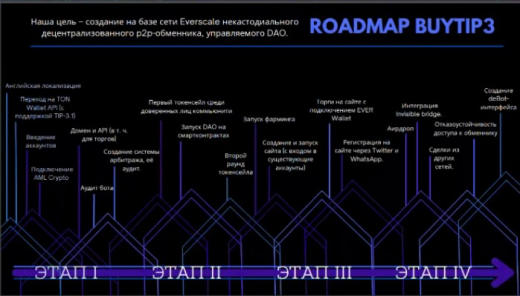 Наша цель – создание на базе сети Everscale некастодиального
децентрализованного p2p-обменника, управляемого DAO.
ROADMAP BUYTIP3
Английская локализация
Переход на TON
Wallet API (с
поддержкой TIP-3.1)
Введение
аккаунтов
Подключение
AML Crypto
Домен и API (в т. ч.
для торгов)
Создание системы
арбитража, её
аудит.
Аудит бота
Первый токенсейл среди
доверенных лиц комьюнити
Запуск DAO на
смартконтрактах
Второй
раунд
токенсейла
Запуск фарминга
Создание и запуск
сайта (с входом в
существующие
аккаунты)
Торги на сайте с
подключением EVER
Wallet
Регистрация на
сайте через Twitter и
WhatsApp.
Интеграция
Invisible bridge.
Аирдроп
Сделки из
других
сетей.
Отказоустойчивость
доступа к обменнику
Создание
deBot-
интерфейса
ЭТАП I
ЭТАП II
ЭТАП III
ЭТАП IV